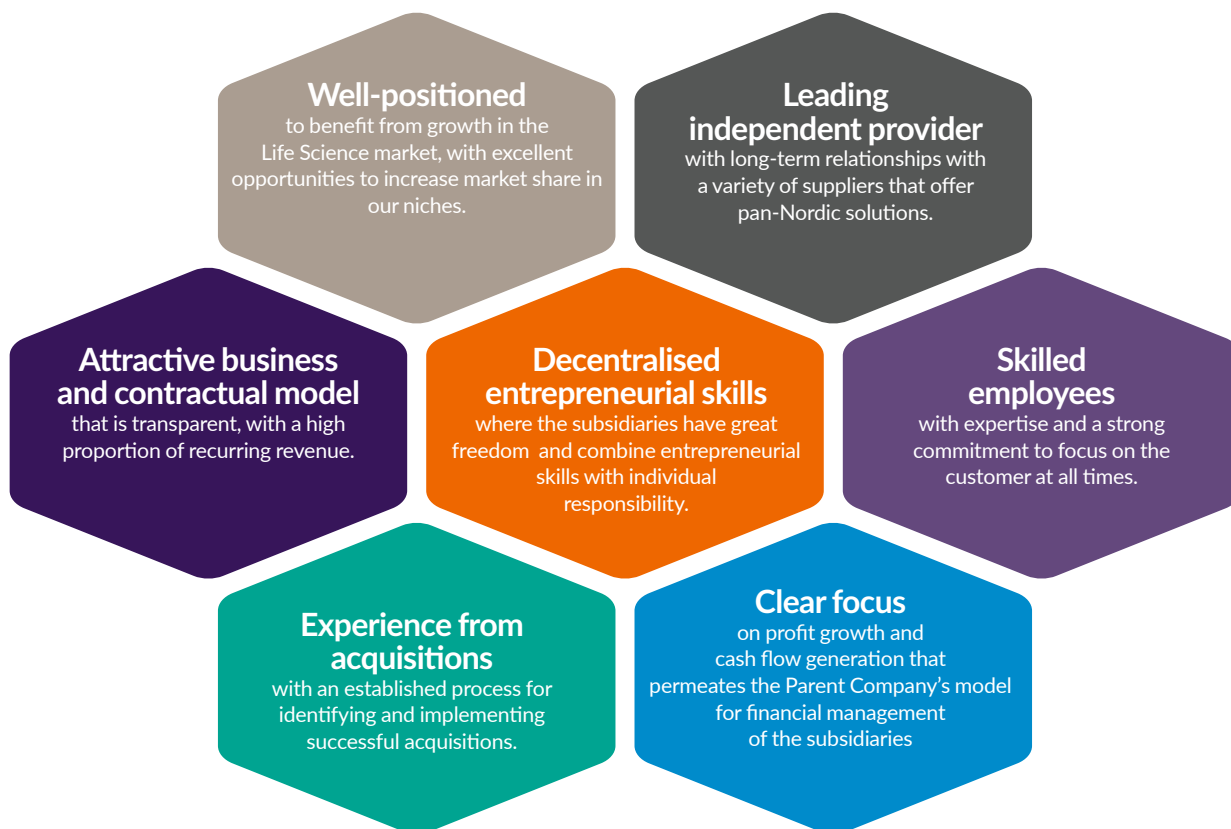 Well-positioned
to benefit from growth in the
Life Science market, with excellent
opportunities to increase market share in
our niches.
Leading
independent provider
with long-term relationships with
a variety of suppliers that offer
pan-Nordic solutions.
Attractive business
and contractual model
that is transparent, with a high
proportion of recurring revenue.
Decentralised
entrepreneurial skills
where the subsidiaries have great
freedom and combine entrepreneurial
skills with individual
responsibility.
Skilled
employees
with expertise and a strong
commitment to focus on the
customer at all times.
Experience from
acquisitions
with an established process for
identifying and implementing
successful acquisitions.
Clear focus
on profit growth and
cash flow generation that
permeates the Parent Company’s model
for financial management
of the subsidiaries